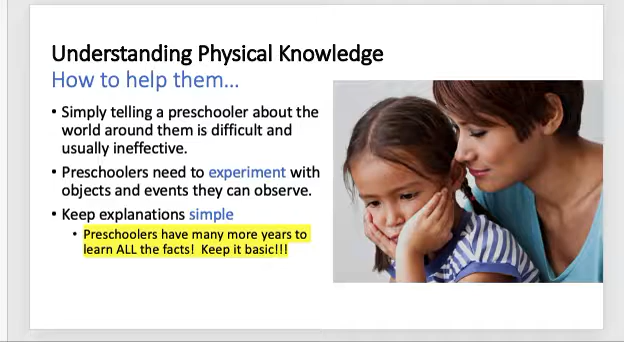 Understanding Physical Knowledge
How to help them...
• Simply telling a preschooler about the
world around them is difficult and
usually ineffective.
• Preschoolers need to experiment with
objects and events they can observe.
• Keep explanations simple
• Preschoolers have many more years to
learn ALL the facts!  Keep it basic!!!